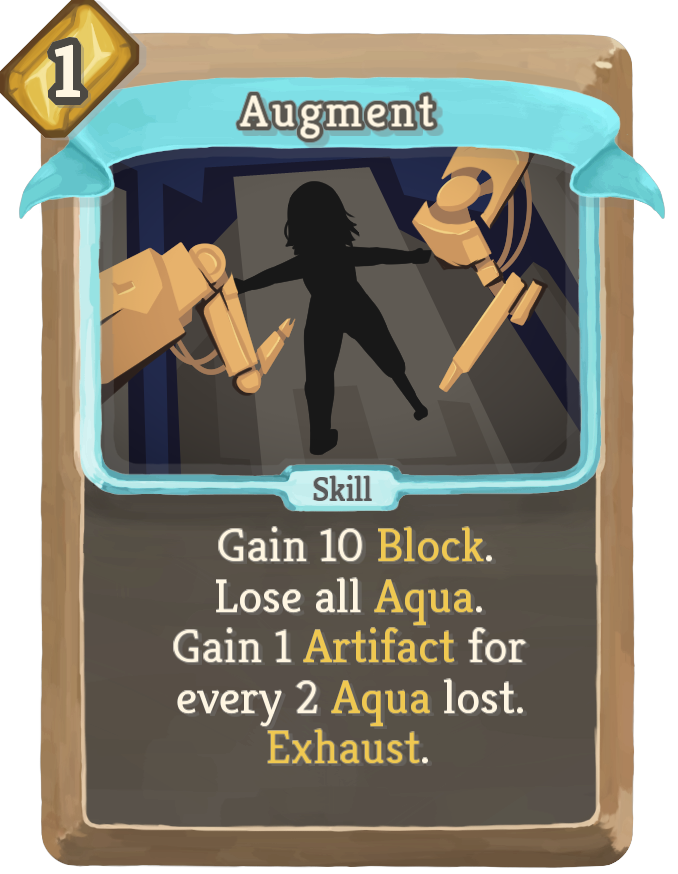 1
Augment
Skill
Gain 10 Block.
Lose all Aqua.
Gain 1 Artifact for
every 2 Aqua lost.
Exhaust.